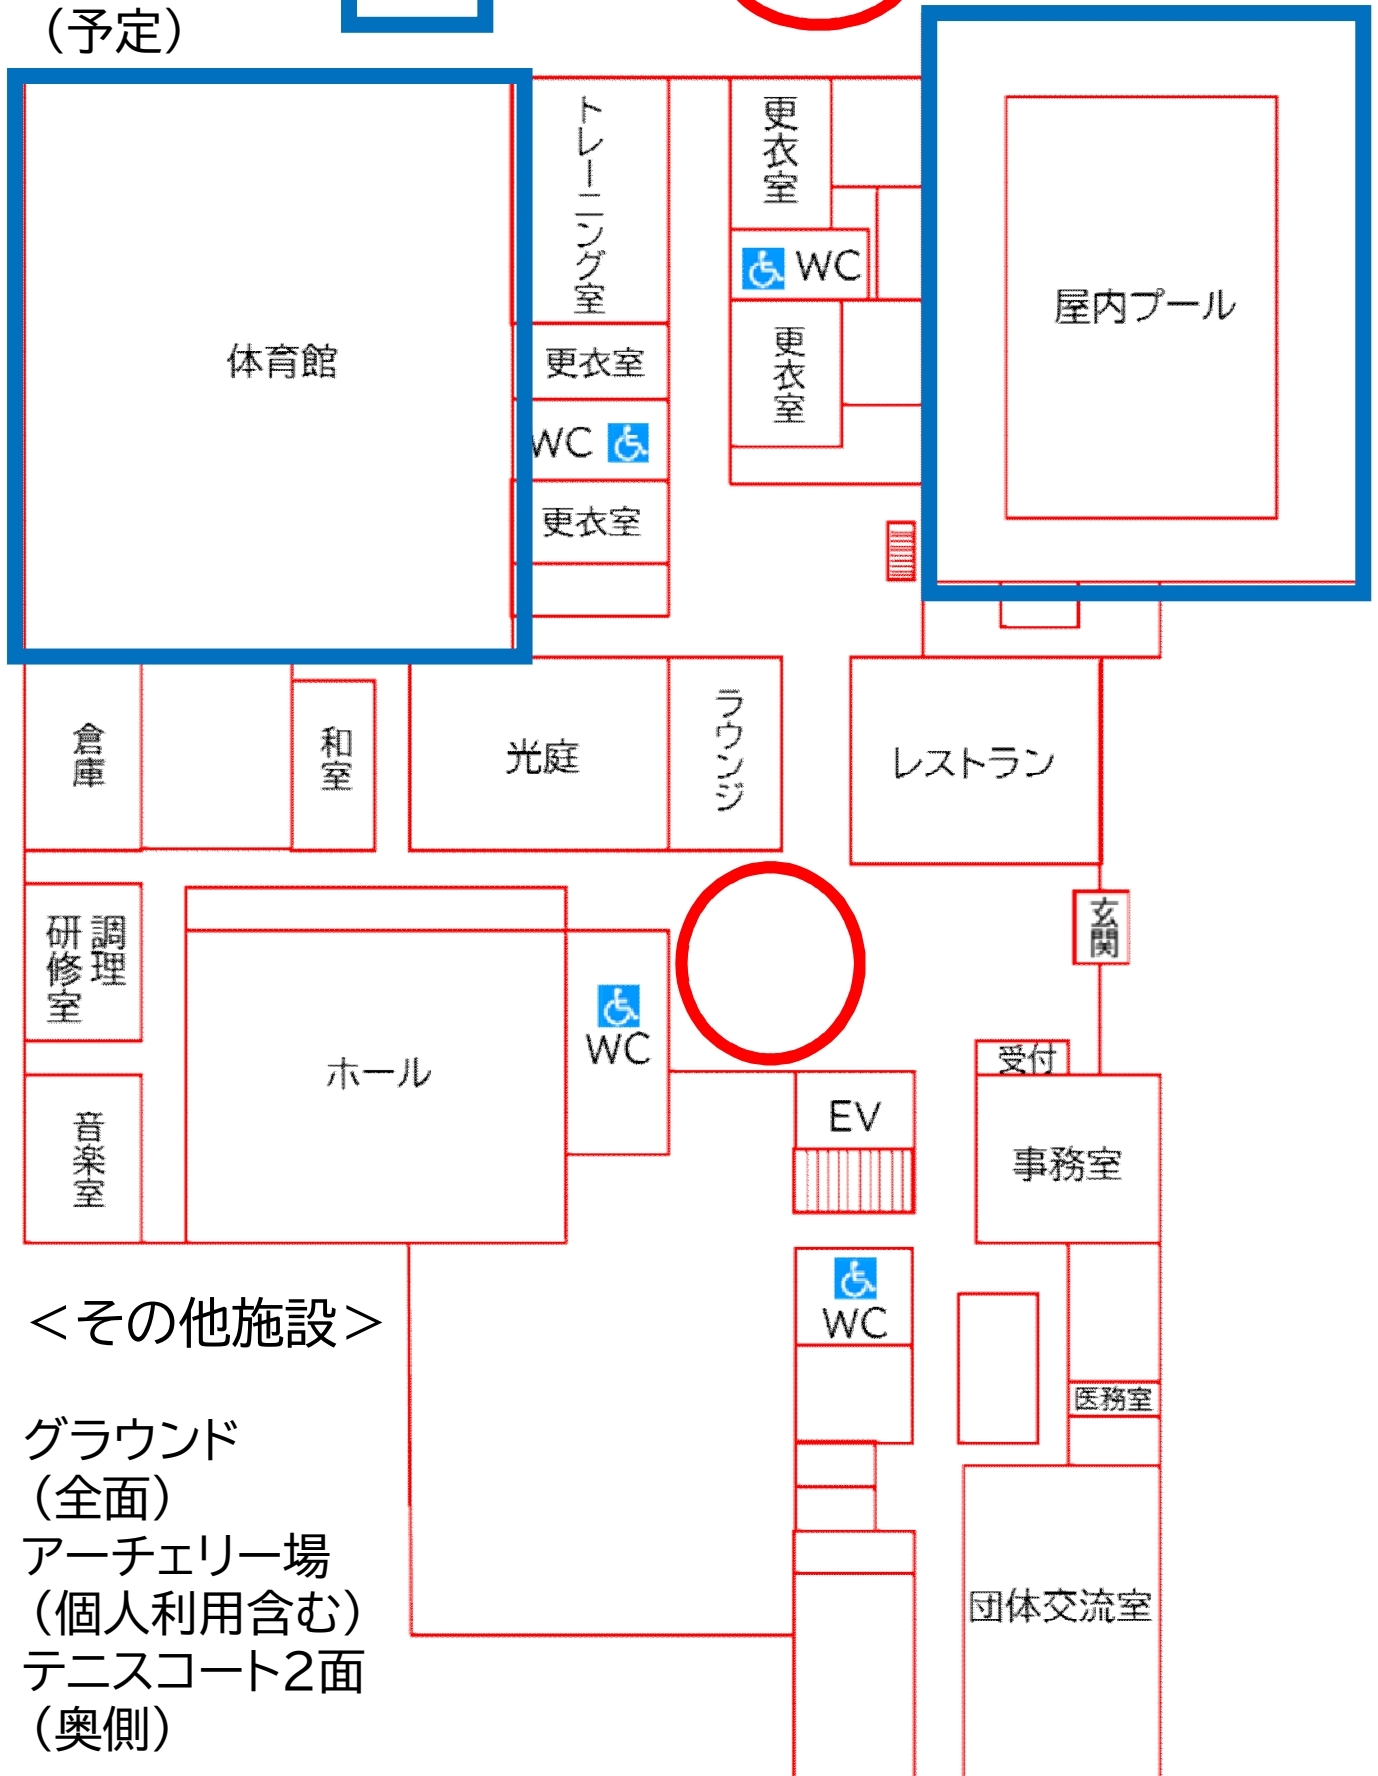 （予定）
トレーニング室
更衣室
WC
屋内プール
体育館
更衣室
更衣室
WC
更衣室
倉庫
和室
光庭
ラウンジ
レストラン
玄関
調理
研修室
WC
ホール
受付
EV
事務室
音楽室
WC
＜その他施設＞
医務室
グラウンド
（全面）
アーチェリー場
（個人利用含む）
団体交流室
テニスコート2面
（奥側）